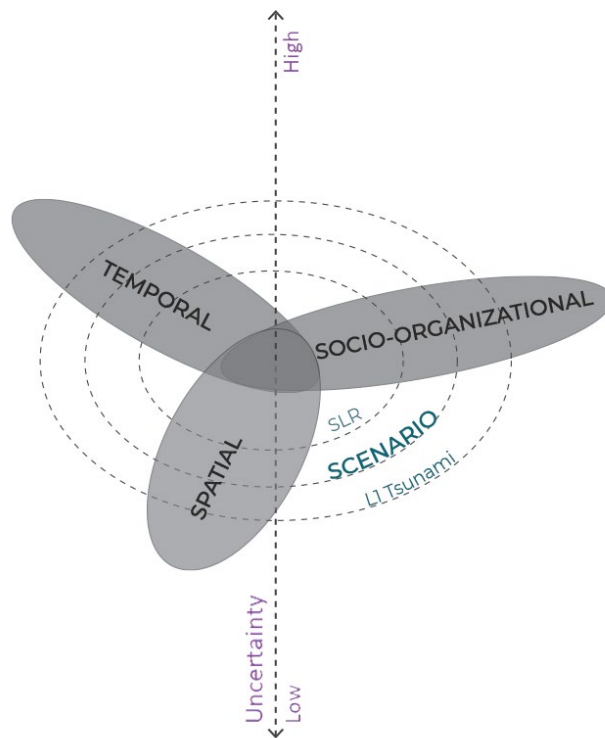 High
TEMPORAL
SOCIO-ORGANIZATIONAL
SLR
SCENARIO
L1 Tsunami
SPATIAL
Uncertainty
Low